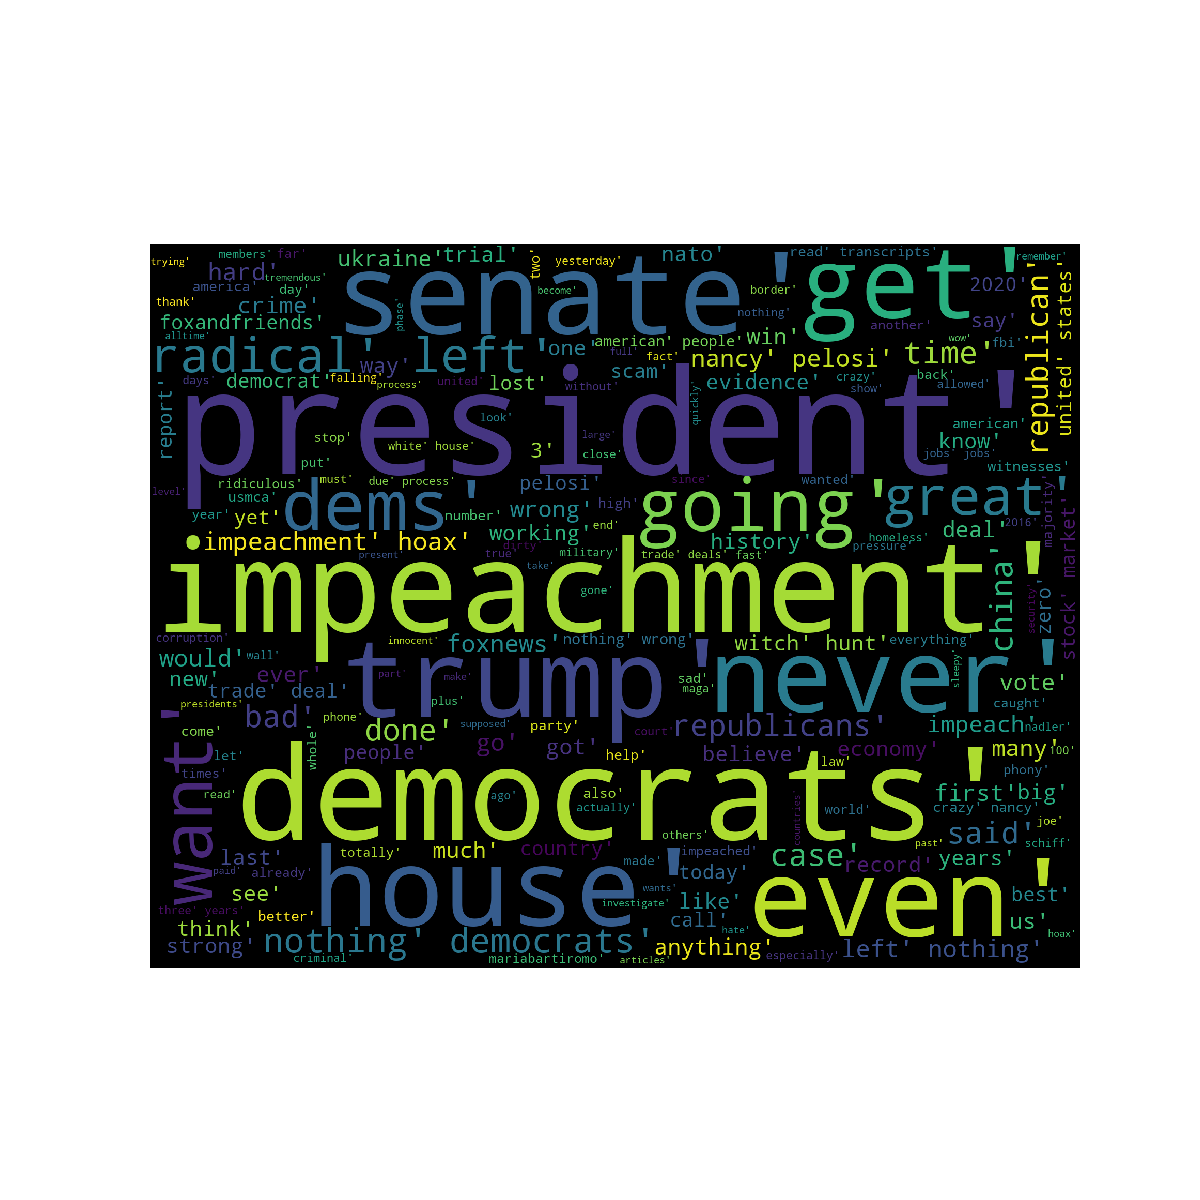 trying' members' far' ukraine' trial' two' yesterday' nato' read' transcripts' remember'
hard' tremendous' senate' get' 2020'
america' day' become' border'
thank' crime' phase' nothing' another' say' republican' united' states'
foxandfriends' american' people' win' wow' fbi'
alltime' radical' left' one' full' fact' nancy' pelosi' time'
way' scam' crazy' back'
days' democrat' falling' process' united' lost' without' evidence' show' allowed'
report' president' quickly' american'
look' know'
stop' white' house' 3' large' close' jobs' jobs'
put' witnesses'
level' ridiculous' must' due' process' pelosi' since' wanted' majority'
year' usmca' dems' high' going' great' 2016'
yet' number' wrong' deal'
working' end' history' homeless'
impeachment' hoax' dirty' pressure'
present' true' military' trade' deals' fast' china' zero' stock' market'
take' gone' security'
impeachment'
corruption' innocent' foxnews' nothing' wrong' witch' hunt' everything'
would' wall' trump' never' sleepy'
new' ever' part' make' sad' vote'
trade' deal' maga' caught'
presidents' plus'
want' bad' phone' done' supposed' party' court' republicans' impeach' nadler'
come' go' got'
let' whole' people' help' believe' economy' many' 100'
times' law' phony'
read' democrats' ago' also' countries' first' big'
actually' world' crazy' nancy'
others' past' said' joe'
last' totally' much' country' impeached' case' schiff'
paid' already' house' made' today' record' years'
see' wants' like' even' best'
three' years' investigate'
better' call' us'
think' hate' hoax'
strong' nothing' democrats' anything' left' nothing'
criminal' mariabartiromo' articles' especially'